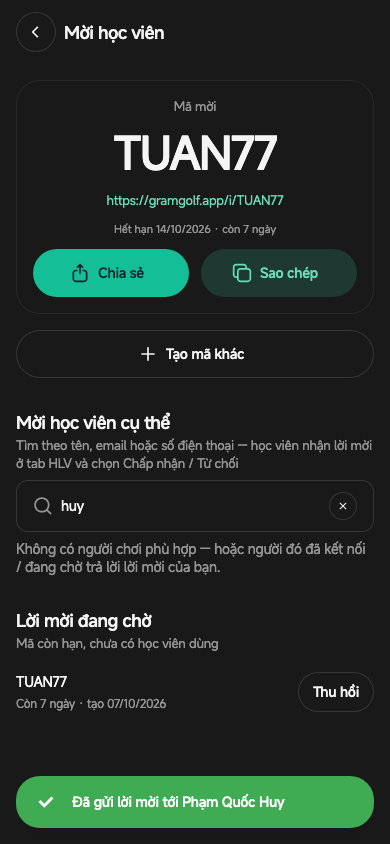 Mời học viên
Mã mời
TUAN77
https://gramgolf.app/i/TUAN77
Hết hạn 14/10/2026 · còn 7 ngày
Chia sẻ
Sao chép
Tạo mã khác
Mời học viên cụ thể
Tìm theo tên, email hoặc số điện thoại — học viên nhận lời mời
ở tab HLV và chọn Chấp nhận / Từ chối
huy
Không có người chơi phù hợp — hoặc người đó đã kết nối
/ đang chờ trả lời lời mời của bạn.
Lời mời đang chờ
Mã còn hạn, chưa có học viên dùng
TUAN77
Còn 7 ngày · tạo 07/10/2026
Thu hồi
Đã gửi lời mời tới Phạm Quốc Huy